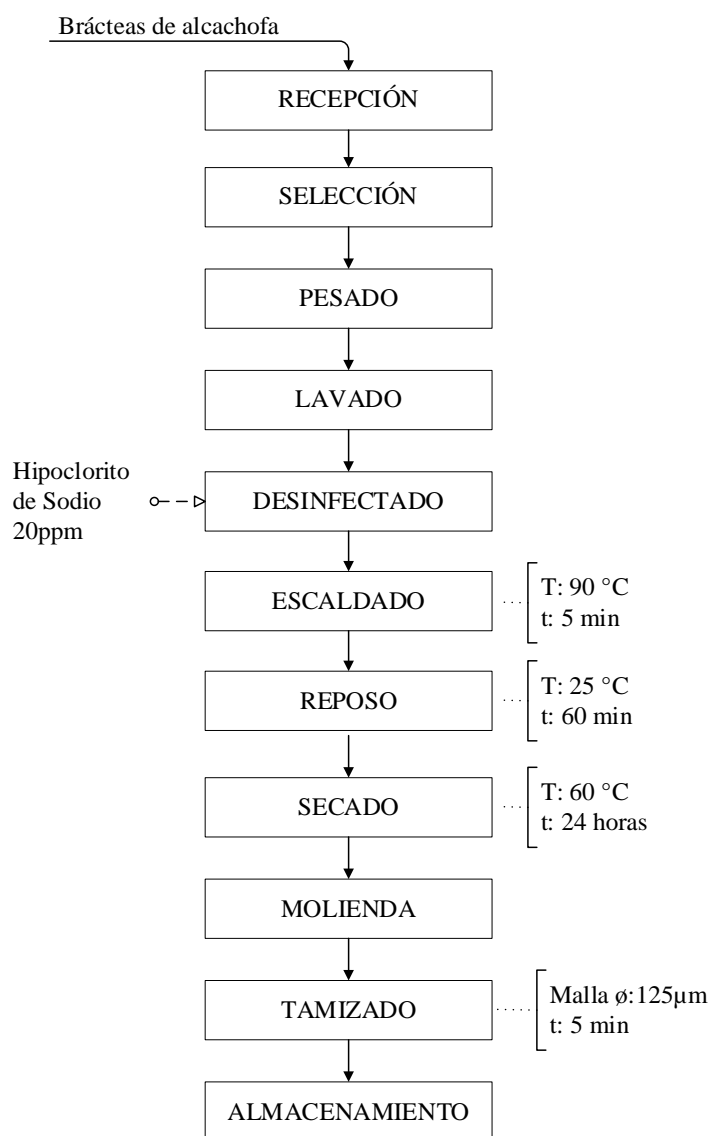 Brácteas de alcachofa
RECEPCIÓN
SELECCIÓN
PESADO
LAVADO
Hipoclorito
de Sodio
20ppm
DESINFECTADO
ESCALDADO
T: 90 °C
t: 5 min
REPOSO
T: 25 °C
t: 60 min
SECADO
T: 60 °C
t: 24 horas
MOLIENDA
TAMIZADO
Malla ø:125µm
t: 5 min
ALMACENAMIENTO